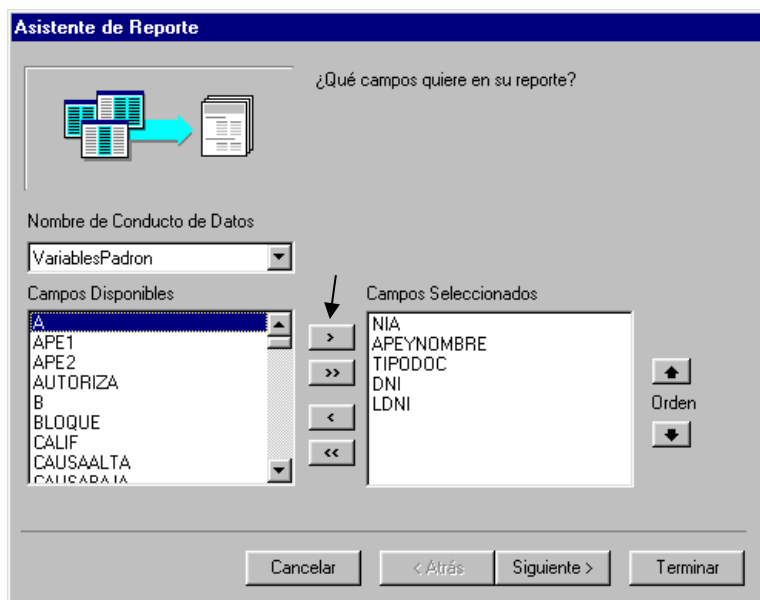 Asistente de Reporte
¿Qué campos quiere en su reporte?
Nombre de Conducto de Datos
VariablesPadron
Campos Disponibles
A
APE1
APE2
AUTORIZA
B
BLOQUE
CALIF
CAUSAALTA
CAUSABAJA
>
>>
<
<<
Campos Seleccionados
NIA
APEYNOMBRE
TIPODOC
DNI
LDNI
Orden
Cancelar
< Atrás
Siguiente >
Terminar